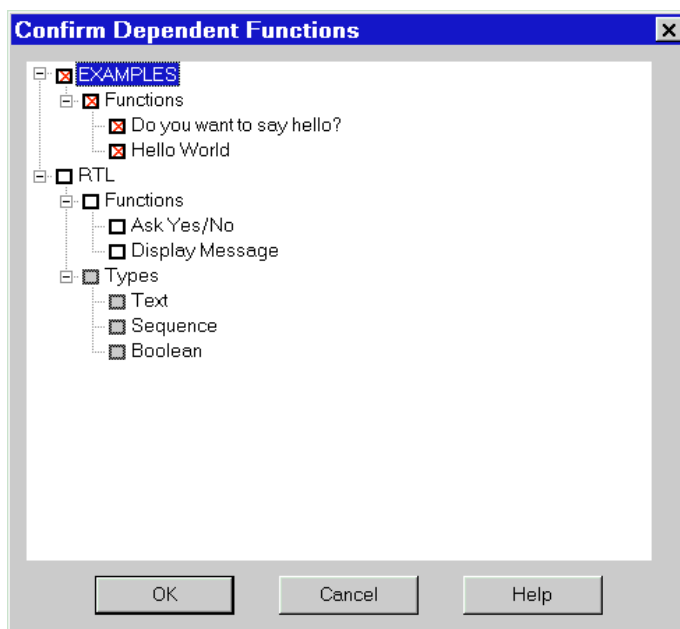 Confirm Dependent Functions
EXAMPLES
Functions
Do you want to say hello?
Hello World
RTL
Functions
Ask Yes/No
Display Message
Types
Text
Sequence
Boolean
OK Cancel Help